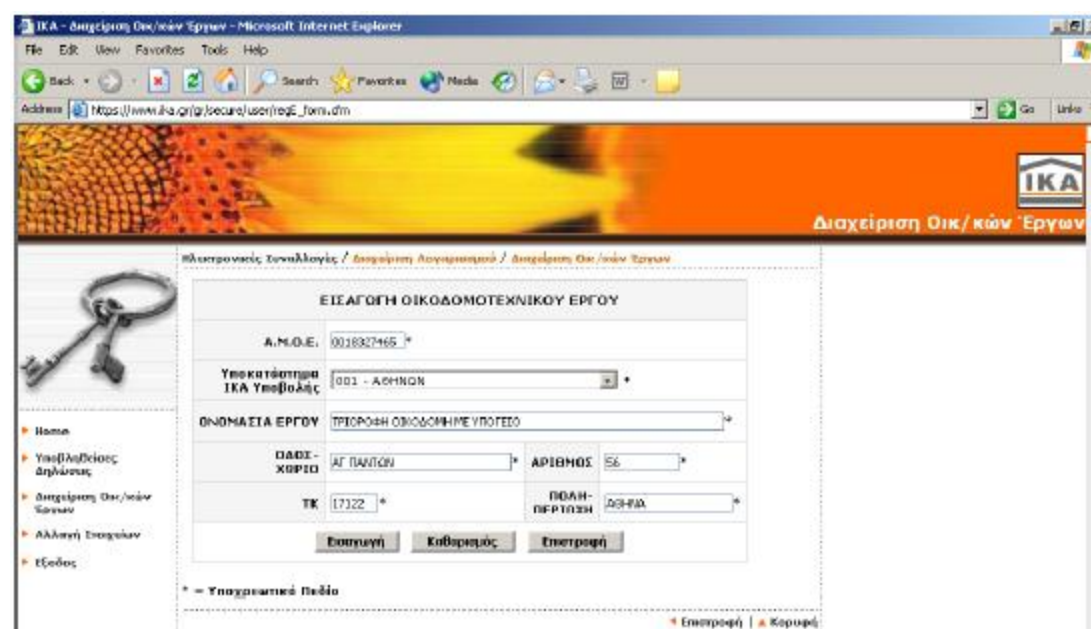 IKA - Διαχείριση Οικ/κών Έργων - Microsoft Internet Explorer
File Edit View Favorites Tools Help
Back Search Favorites Media
Address https://www.ika.gr/gr/secure/user/regE_form.cfm Go Links
IKA
Διαχείριση Οικ/κών Έργων
Ηλεκτρονικές Συναλλαγές / Διαχείριση Λογαριασμού / Διαχείριση Οικ/κών Έργων
ΕΙΣΑΓΩΓΗ ΟΙΚΟΔΟΜΟΤΕΧΝΙΚΟΥ ΕΡΓΟΥ
Α.Μ.Ο.Ε. 0018327465 *
Υποκατάστημα ΙΚΑ Υποβολής 001 - ΑΘΗΝΩΝ *
ΟΝΟΜΑΣΙΑ ΕΡΓΟΥ ΤΡΙΟΡΟΦΗ ΟΙΚΟΔΟΜΗ ΜΕ ΥΠΟΓΕΙΟ *
ΟΔΟΣ-ΧΩΡΙΟ ΑΓ ΠΑΝΤΩΝ * ΑΡΙΘΜΟΣ 56 *
ΤΚ 17122 * ΠΟΛΗ-ΠΕΡΙΟΧΗ ΑΘΗΝΑ *
Εισαγωγή Καθαρισμός Επιστροφή
* = Υποχρεωτικό Πεδίο
Home
Υποβληθείσες Δηλώσεις
Διαχείριση Οικ/κών Έργων
Αλλαγή Στοιχείων
Έξοδος
Επιστροφή | Κορυφή